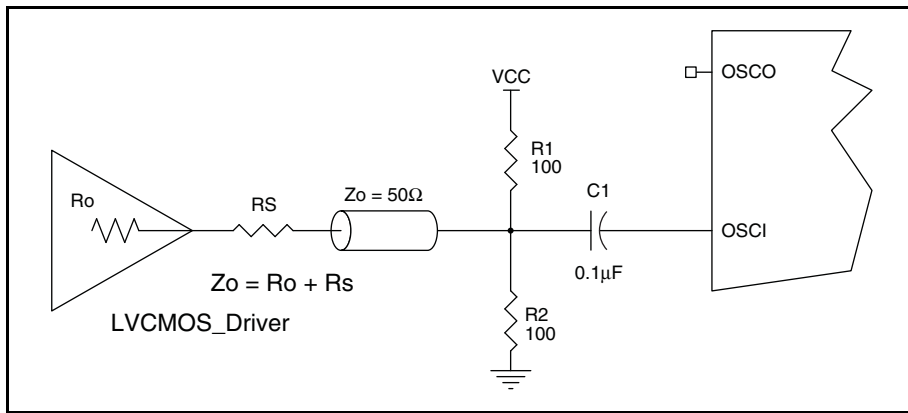 VCC
OSCO
R1
100
Ro
RS
Zo = 50Ω
C1
OSCI
0.1µF
Zo = Ro + Rs
R2
100
LVCMOS_Driver